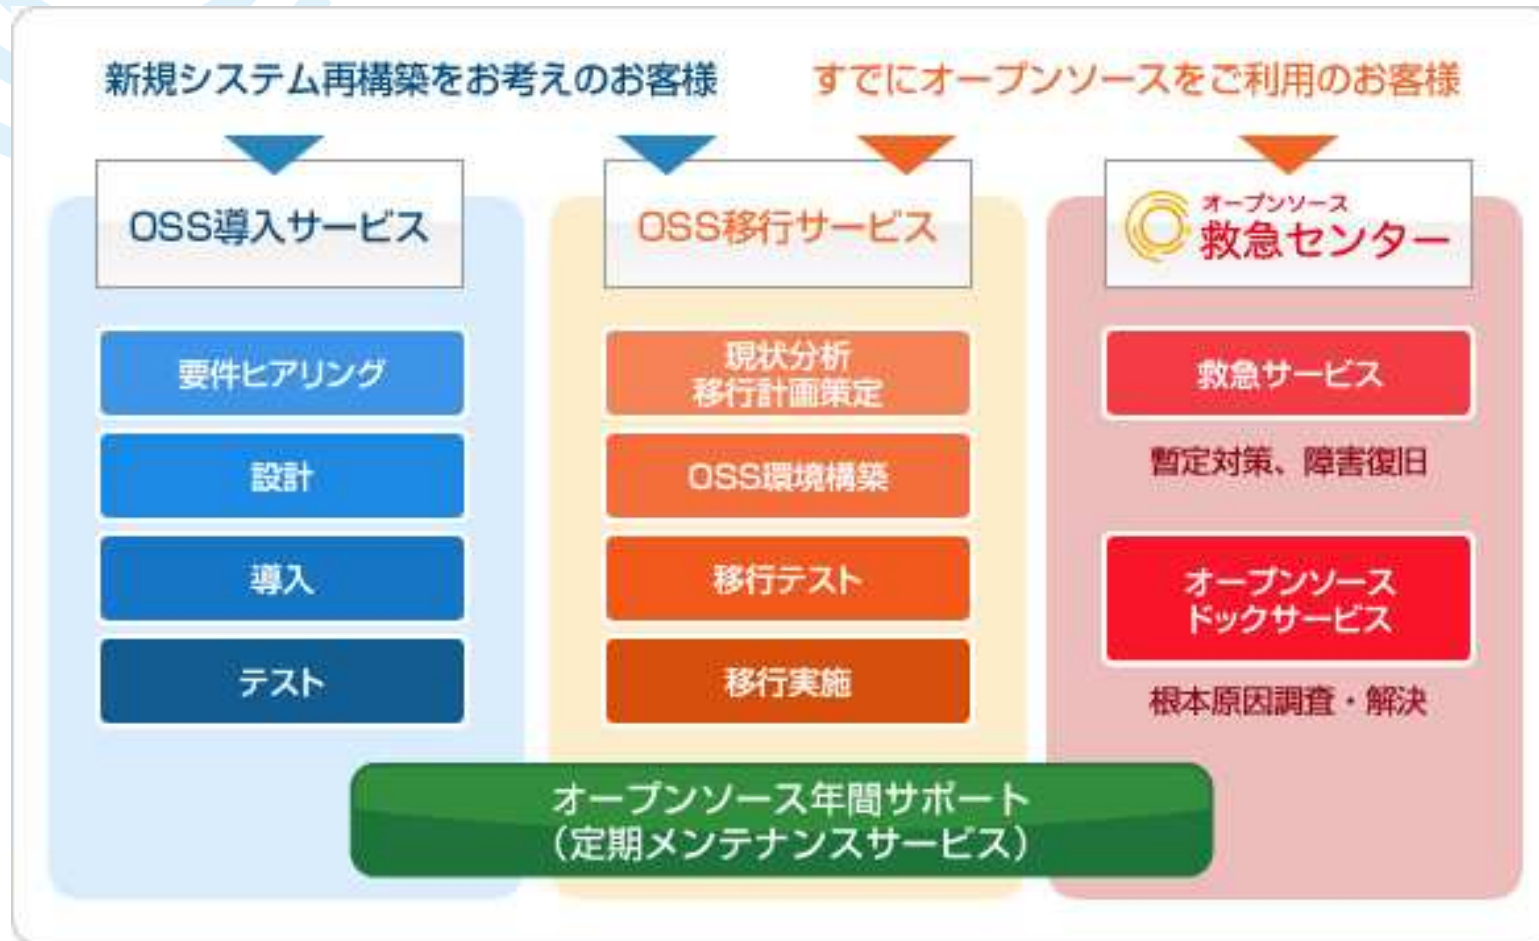 新規システム再構築をお考えのお客様
すでにオープンソースをご利用のお客様
OSS導入サービス
要件ヒアリング
設計
導入
テスト
OSS移行サービス
現状分析
移行計画策定
OSS環境構築
移行テスト
移行実施
オープンソース
救急センター
救急サービス
暫定対策、障害復旧
オープンソース
ドックサービス
根本原因調査・解決
オープンソース年間サポート
（定期メンテナンスサービス）